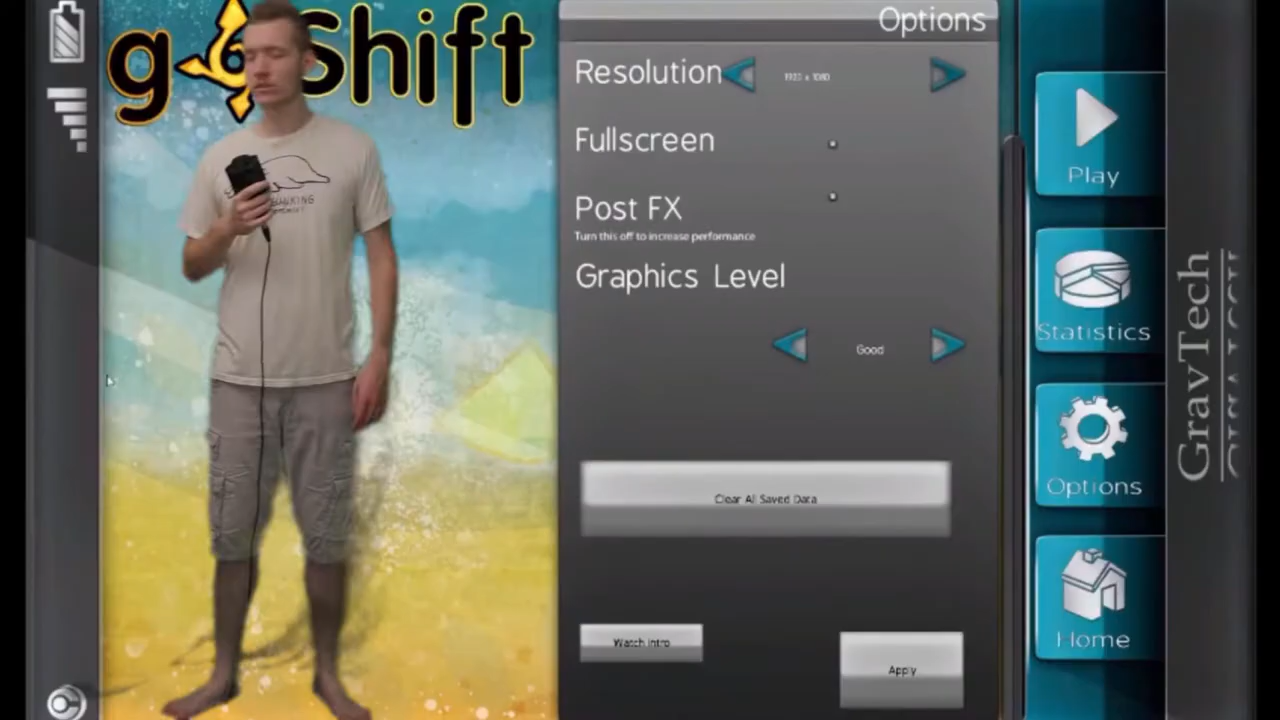 g Shift
Options
Resolution
1920 x 1080
Fullscreen
Post FX
Turn this off to increase performance
Graphics Level
Good
Clear All Saved Data
Watch Intro
Apply
Play
Statistics
Options
Home
GravTech